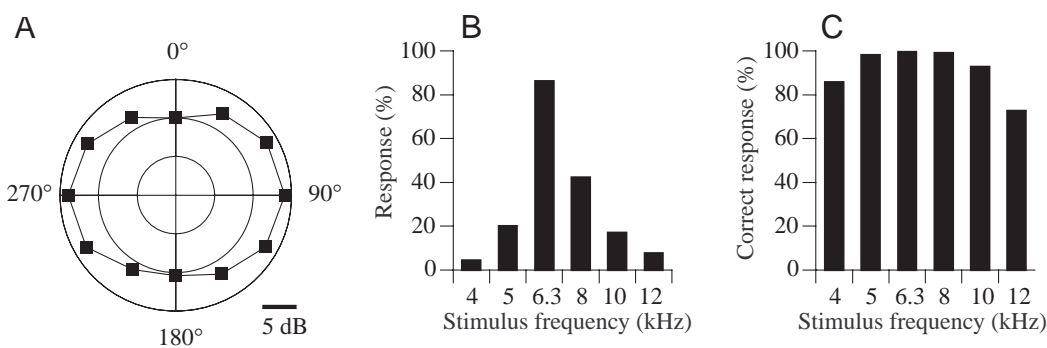 A
0°
270°
90°
180°
5 dB
B
Response (%)
100
80
60
40
20
0
4 5 6.3 8 10 12
Stimulus frequency (kHz)
C
Correct response (%)
100
80
60
40
80
0
4 5 6.3 8 10 12
Stimulus frequency (kHz)